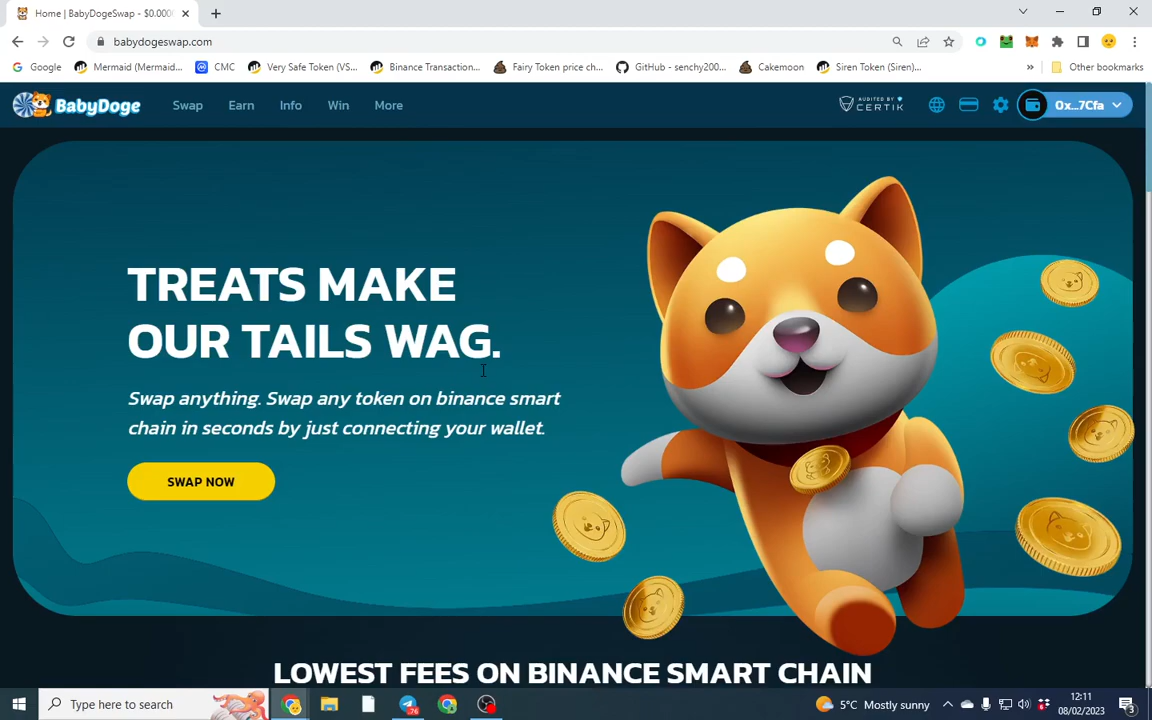 Home | BabyDogeSwap - $0.000
babydogeswap.com
Google
Mermaid (Mermaid...
CMC
Very Safe Token (VS...
Binance Transaction...
Fairy Token price ch...
GitHub - senchy200...
Cakemoon
Siren Token (Siren)...
»
Other bookmarks
BabyDoge
Swap
Earn
Info
Win
More
AUDITED BY
CERTIK
0x...7Cfa
TREATS MAKE
OUR TAILS WAG.
Swap anything. Swap any token on binance smart
chain in seconds by just connecting your wallet.
SWAP NOW
LOWEST FEES ON BINANCE SMART CHAIN
Type here to search
26
5°C Mostly sunny
12:11
08/02/2023
3